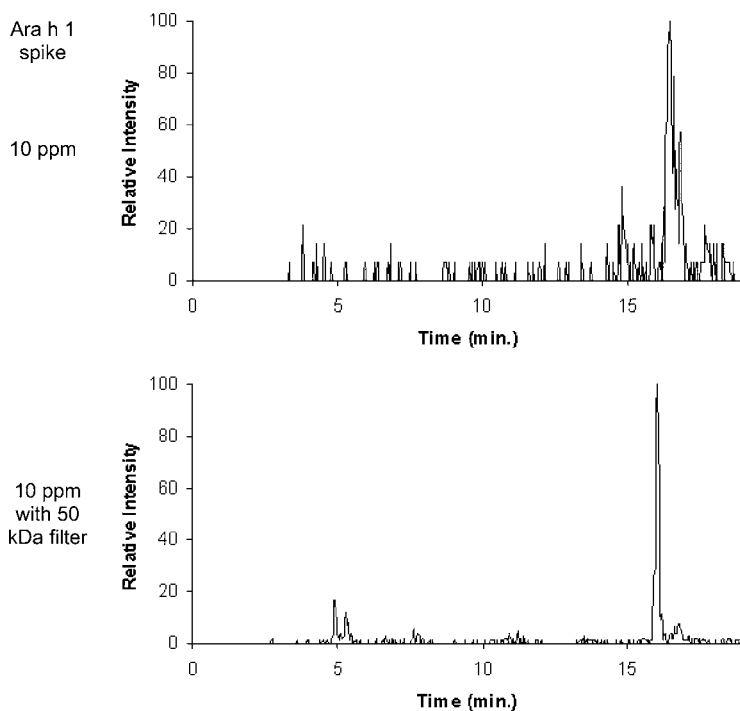 Ara h 1
spike
10 ppm
Relative Intensity
100
80
60
40
20
0
0 5 10 15
Time (min.)
10 ppm
with 50
kDa filter
Relative Intensity
100
80
60
40
20
0
0 5 10 15
Time (min.)